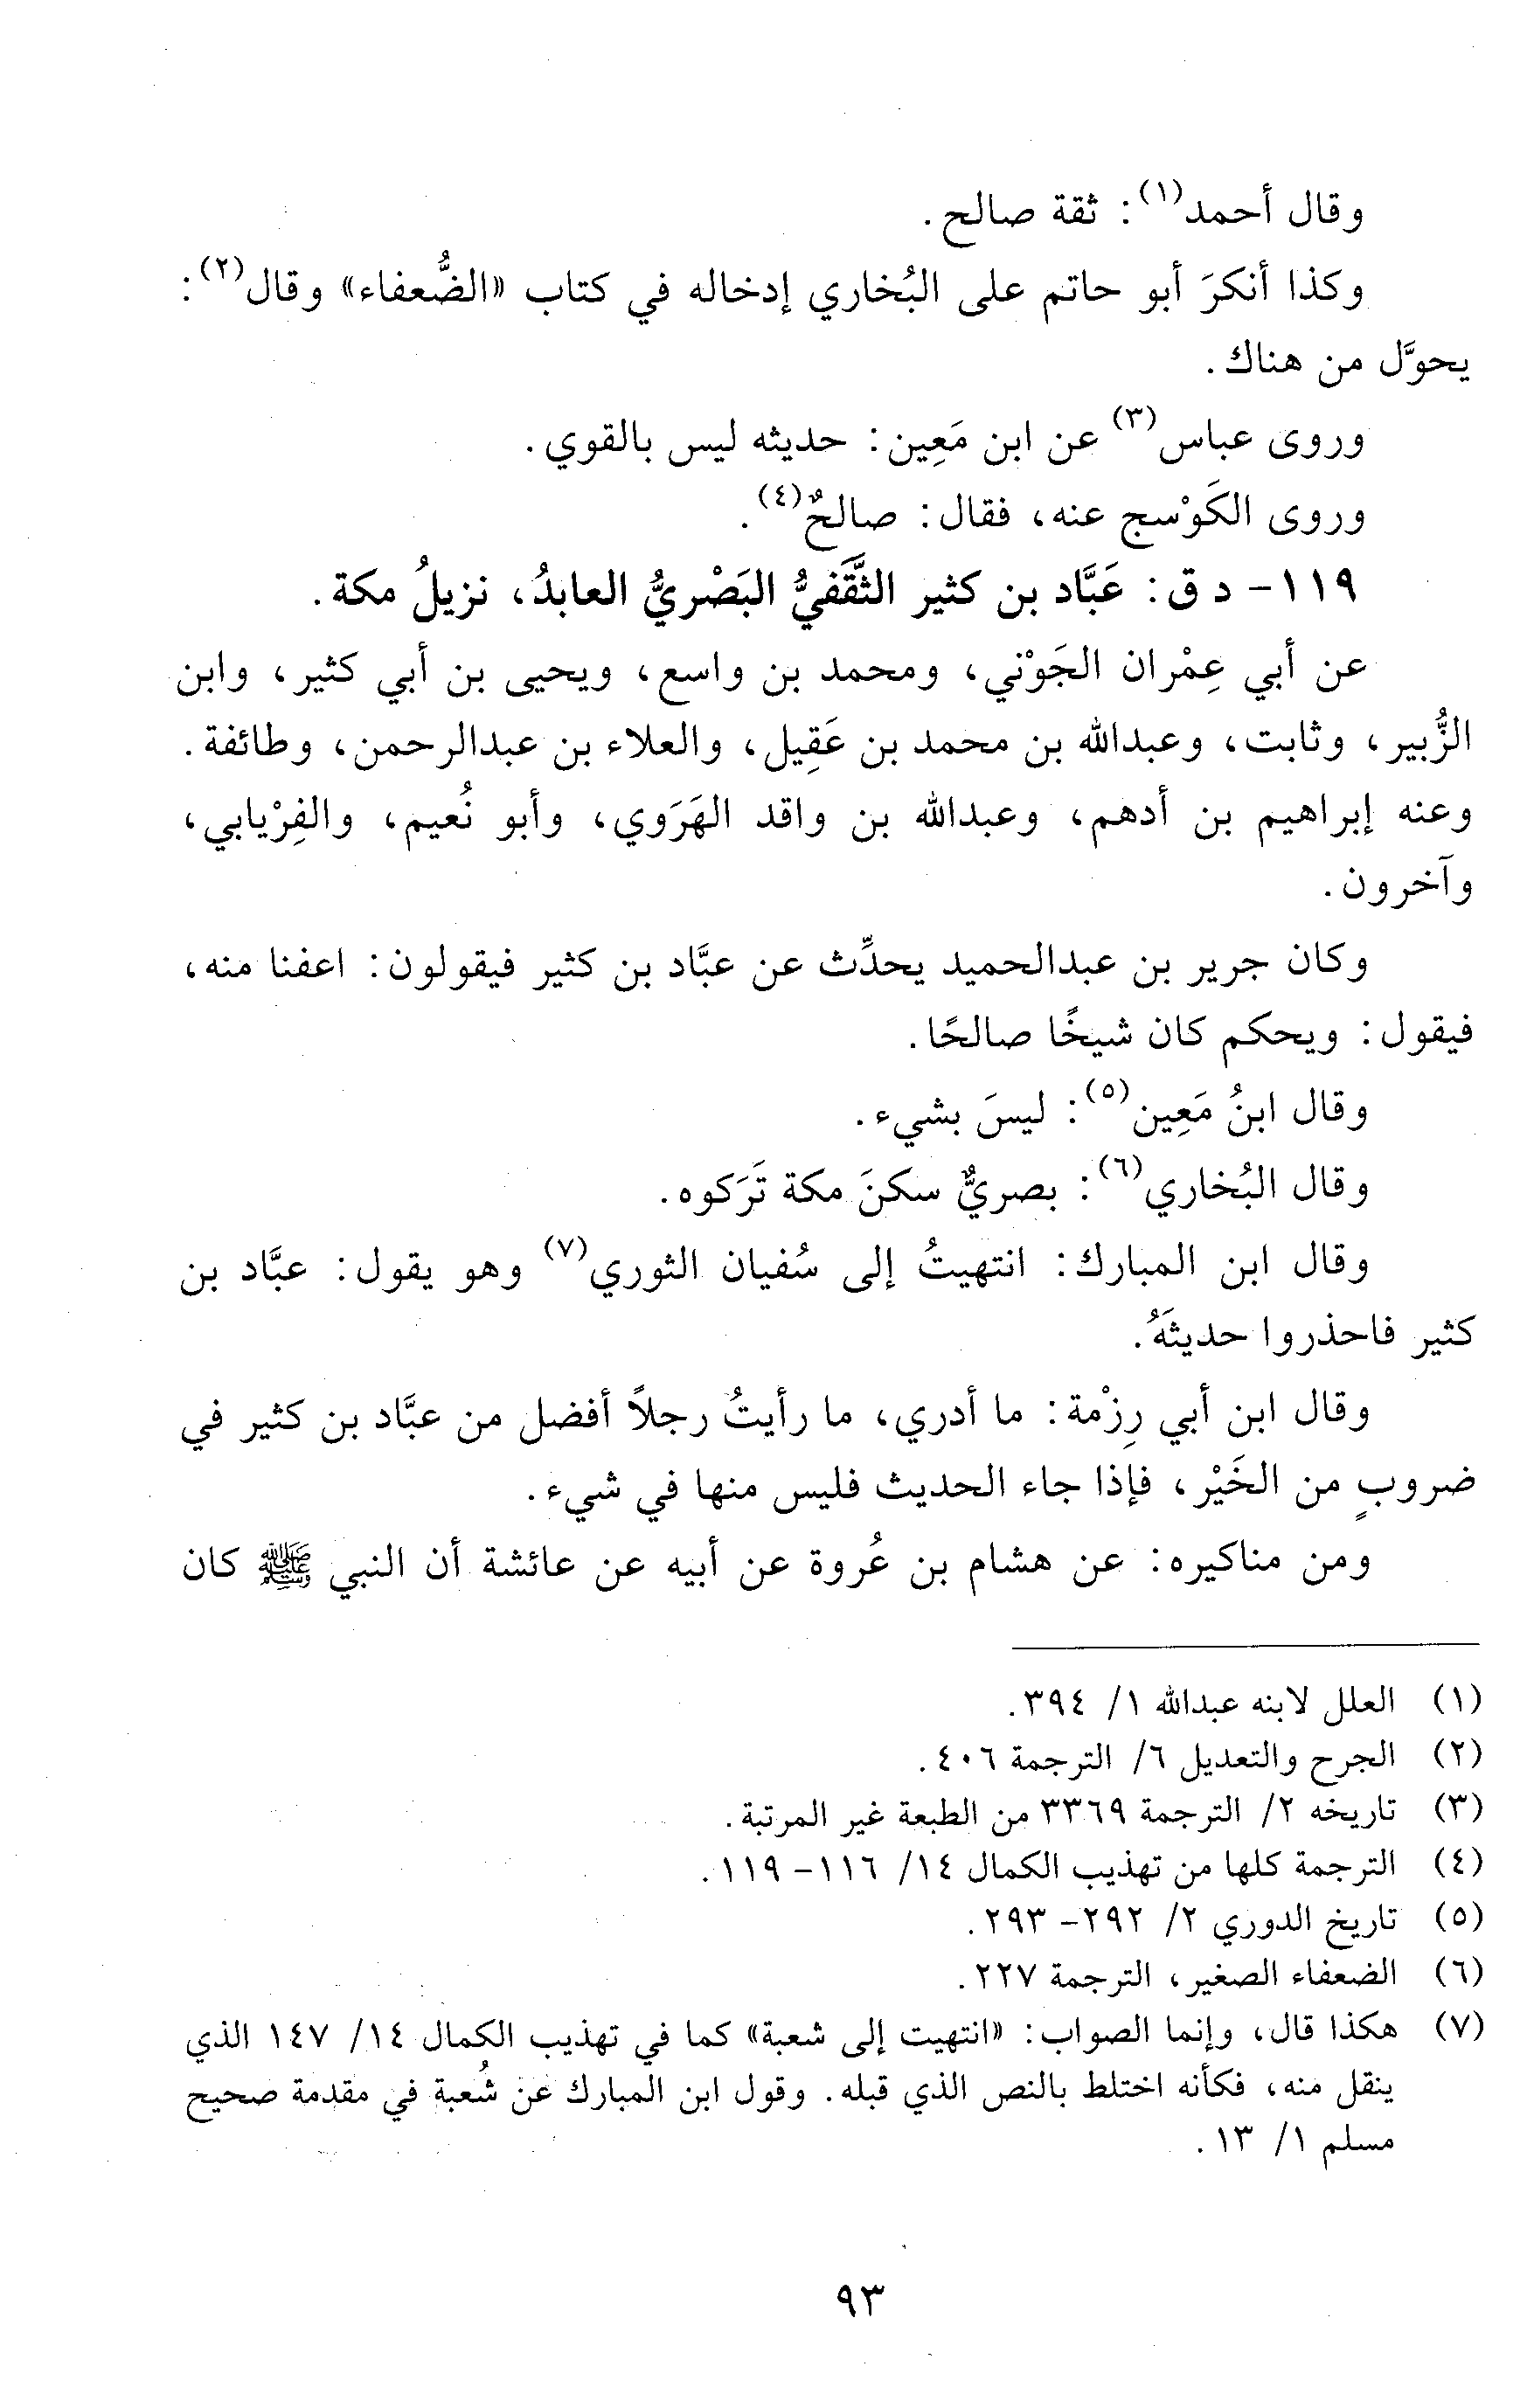 وقال أحمد(١): ثقة صالح.
وكذا أنكرَ أبو حاتم على البُخاري إدخاله في كتاب «الضُّعفاء» وقال(٢):
يحوَّل من هناك.
وروى عباس(٣) عن ابن مَعِين: حديثه ليس بالقوي.
وروى الكَوْسج عنه، فقال: صالحٌ(٤).
١١٩- د ق: عَبَّاد بن كثير الثَّقَفيُّ البَصْريُّ العابدُ، نزيلُ مكة.
عن أبي عِمْران الجَوْني، ومحمد بن واسع، ويحيى بن أبي كثير، وابن
الزُّبير، وثابت، وعبدالله بن محمد بن عَقِيل، والعلاء بن عبدالرحمن، وطائفة.
وعنه إبراهيم بن أدهم، وعبدالله بن واقد الهَرَوي، وأبو نُعيم، والفِرْيابي،
وآخرون.
وكان جرير بن عبدالحميد يحدِّث عن عبَّاد بن كثير فيقولون: اعفنا منه،
فيقول: ويحكم كان شيخًا صالحًا.
وقال ابنُ مَعِين(٥): ليسَ بشيء.
وقال البُخاري(٦): بصريٌّ سكنَ مكة تَرَكوه.
وقال ابن المبارك: انتهيتُ إلى سُفيان الثوري(٧) وهو يقول: عبَّاد بن
كثير فاحذروا حديثَهُ.
وقال ابن أبي رِزْمة: ما أدري، ما رأيتُ رجلاً أفضل من عبَّاد بن كثير في
ضروبٍ من الخَيْر، فإذا جاء الحديث فليس منها في شيء.
ومن مناكيره: عن هشام بن عُروة عن أبيه عن عائشة أن النبي ﷺ كان
(١) العلل لابنه عبدالله ١/ ٣٩٤.
(٢) الجرح والتعديل ٦/ الترجمة ٤٠٦.
(٣) تاريخه ٢/ الترجمة ٣٣٦٩ من الطبعة غير المرتبة.
(٤) الترجمة كلها من تهذيب الكمال ١٤/ ١١٦- ١١٩.
(٥) تاريخ الدوري ٢/ ٢٩٢- ٢٩٣.
(٦) الضعفاء الصغير، الترجمة ٢٢٧.
(٧) هكذا قال، وإنما الصواب: «انتهيت إلى شعبة» كما في تهذيب الكمال ١٤/ ١٤٧ الذي
ينقل منه، فكأنه اختلط بالنص الذي قبله. وقول ابن المبارك عن شُعبة في مقدمة صحيح
مسلم ١/ ١٣.
٩٣